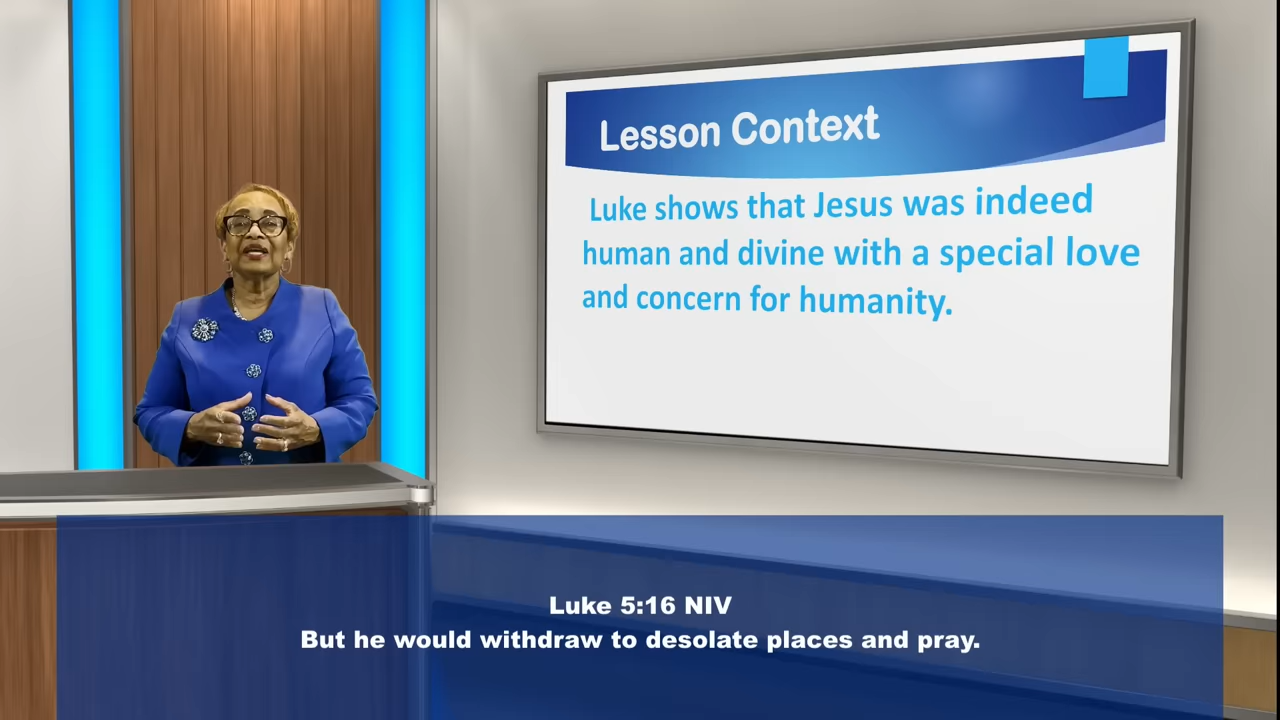 Lesson Context
Luke shows that Jesus was indeed
human and divine with a special love
and concern for humanity.
Luke 5:16 NIV
But he would withdraw to desolate places and pray.